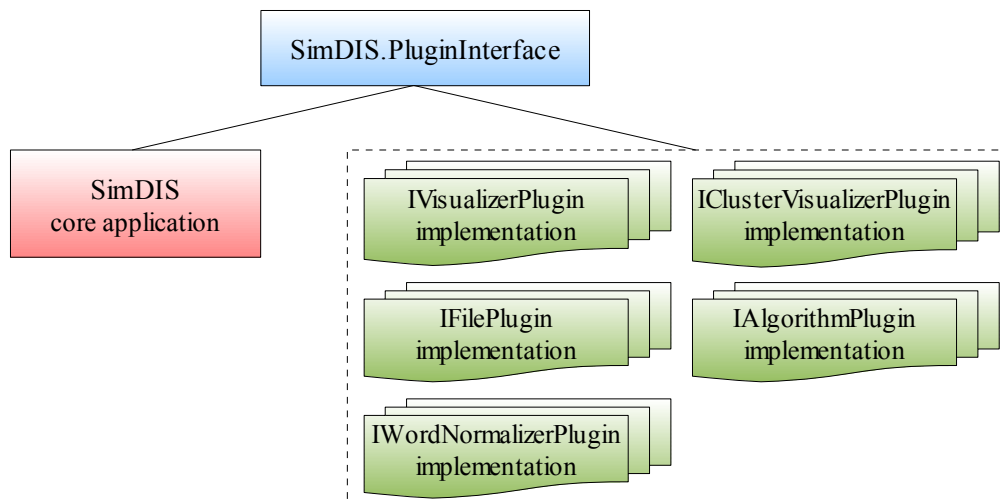 SimDIS.PluginInterface
SimDIS
core application
IVisualizerPlugin
implementation
IClusterVisualizerPlugin
implementation
IFilePlugin
implementation
IAlgorithmPlugin
implementation
IWordNormalizerPlugin
implementation